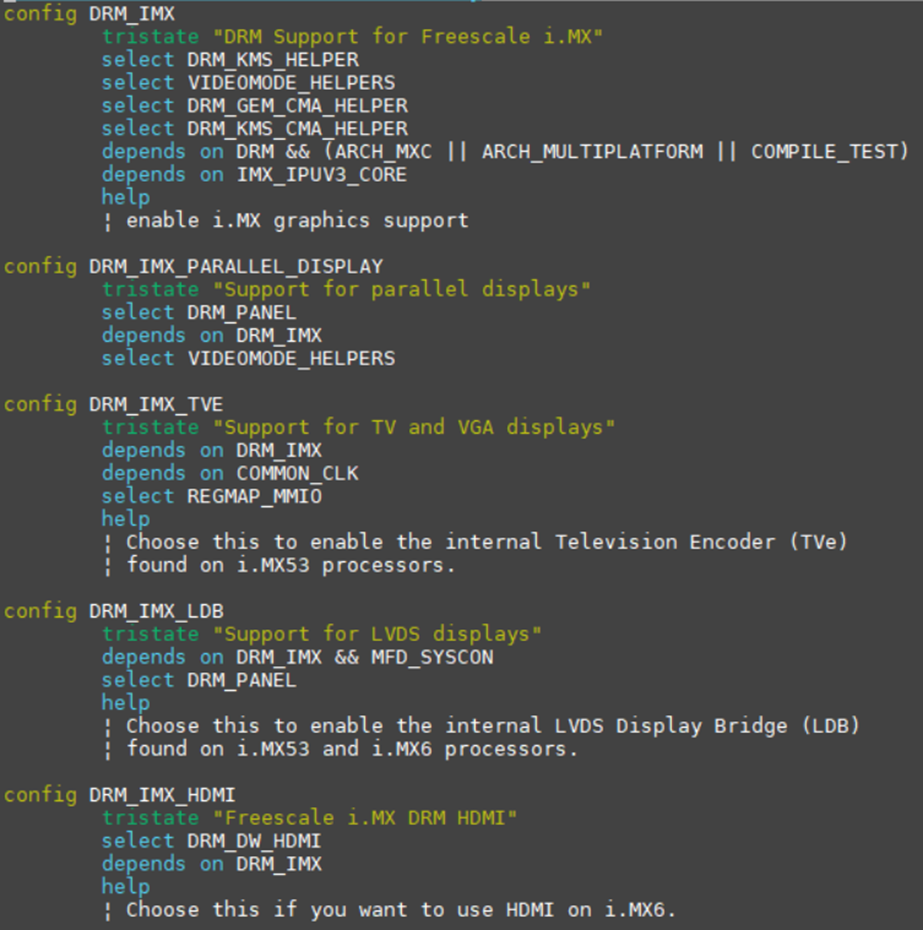 config DRM_IMX
tristate "DRM Support for Freescale i.MX"
select DRM_KMS_HELPER
select VIDEOMODE_HELPERS
select DRM_GEM_CMA_HELPER
select DRM_KMS_CMA_HELPER
depends on DRM && (ARCH_MXC || ARCH_MULTIPLATFORM || COMPILE_TEST)
depends on IMX_IPUV3_CORE
help
¦ enable i.MX graphics support
config DRM_IMX_PARALLEL_DISPLAY
tristate "Support for parallel displays"
select DRM_PANEL
depends on DRM_IMX
select VIDEOMODE_HELPERS
config DRM_IMX_TVE
tristate "Support for TV and VGA displays"
depends on DRM_IMX
depends on COMMON_CLK
select REGMAP_MMIO
help
¦ Choose this to enable the internal Television Encoder (TVe)
¦ found on i.MX53 processors.
config DRM_IMX_LDB
tristate "Support for LVDS displays"
depends on DRM_IMX && MFD_SYSCON
select DRM_PANEL
help
¦ Choose this to enable the internal LVDS Display Bridge (LDB)
¦ found on i.MX53 and i.MX6 processors.
config DRM_IMX_HDMI
tristate "Freescale i.MX DRM HDMI"
select DRM_DW_HDMI
depends on DRM_IMX
help
¦ Choose this if you want to use HDMI on i.MX6.